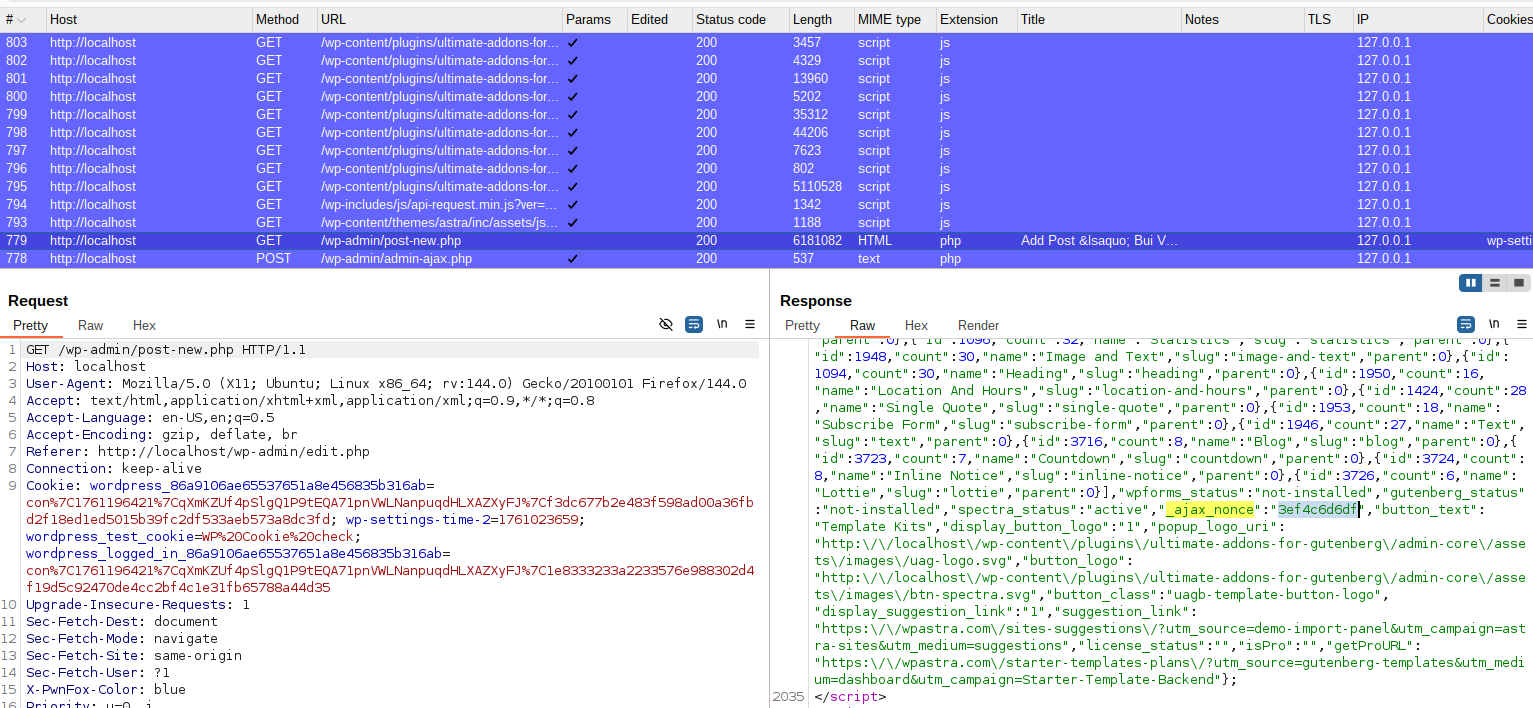 # Host Method URL Params Edited Status code Length MIME type Extension Title Notes TLS IP Cookies
803 http://localhost GET /wp-content/plugins/ultimate-addons-for... ✓ 200 3457 script js 127.0.0.1
802 http://localhost GET /wp-content/plugins/ultimate-addons-for... ✓ 200 4329 script js 127.0.0.1
801 http://localhost GET /wp-content/plugins/ultimate-addons-for... ✓ 200 13960 script js 127.0.0.1
800 http://localhost GET /wp-content/plugins/ultimate-addons-for... ✓ 200 5202 script js 127.0.0.1
799 http://localhost GET /wp-content/plugins/ultimate-addons-for... ✓ 200 35312 script js 127.0.0.1
798 http://localhost GET /wp-content/plugins/ultimate-addons-for... ✓ 200 44206 script js 127.0.0.1
797 http://localhost GET /wp-content/plugins/ultimate-addons-for... ✓ 200 7623 script js 127.0.0.1
796 http://localhost GET /wp-content/plugins/ultimate-addons-for... ✓ 200 802 script js 127.0.0.1
795 http://localhost GET /wp-content/plugins/ultimate-addons-for... ✓ 200 5110528 script js 127.0.0.1
794 http://localhost GET /wp-includes/js/api-request.min.js?ver=... ✓ 200 1342 script js 127.0.0.1
793 http://localhost GET /wp-content/themes/astra/inc/assets/js... ✓ 200 1188 script js 127.0.0.1
779 http://localhost GET /wp-admin/post-new.php 200 6181082 HTML php Add Post &lsaquo; Bui V... 127.0.0.1 wp-setti
778 http://localhost POST /wp-admin/admin-ajax.php ✓ 200 537 text php 127.0.0.1
Request
Pretty Raw Hex \n
1 GET /wp-admin/post-new.php HTTP/1.1
2 Host: localhost
3 User-Agent: Mozilla/5.0 (X11; Ubuntu; Linux x86_64; rv:144.0) Gecko/20100101 Firefox/144.0
4 Accept: text/html,application/xhtml+xml,application/xml;q=0.9,*/*;q=0.8
5 Accept-Language: en-US,en;q=0.5
6 Accept-Encoding: gzip, deflate, br
7 Referer: http://localhost/wp-admin/edit.php
8 Connection: keep-alive
9 Cookie: wordpress_86a9106ae65537651a8e456835b316ab=
con%7C1761196421%7CqXmKZUf4pSlgQ1P9tEQA71pnVWLNanpuqdHLXAZXyFJ%7Cf3dc677b2e483f598ad00a36fb
d2f18ed1ed5015b39fc2df533aeb573a8dc3fd; wp-settings-time-2=1761023659;
wordpress_test_cookie=WP%20Cookie%20check;
wordpress_logged_in_86a9106ae65537651a8e456835b316ab=
con%7C1761196421%7CqXmKZUf4pSlgQ1P9tEQA71pnVWLNanpuqdHLXAZXyFJ%7C1e8333233a2233576e988302d4
f19d5c92470de4cc2bf4c1e31fb65788a44d35
10 Upgrade-Insecure-Requests: 1
11 Sec-Fetch-Dest: document
12 Sec-Fetch-Mode: navigate
13 Sec-Fetch-Site: same-origin
14 Sec-Fetch-User: ?1
15 X-PwnFox-Color: blue
16 Priority: u=0, i
Response
Pretty Raw Hex Render \n
"parent":0},{"id":1096,"count":32,"name":"Statistics","slug":"statistics","parent":0},{
"id":1948,"count":30,"name":"Image and Text","slug":"image-and-text","parent":0},{"id":
1094,"count":30,"name":"Heading","slug":"heading","parent":0},{"id":1950,"count":16,
"name":"Location And Hours","slug":"location-and-hours","parent":0},{"id":1424,"count":28
,"name":"Single Quote","slug":"single-quote","parent":0},{"id":1953,"count":18,"name":
"Subscribe Form","slug":"subscribe-form","parent":0},{"id":1946,"count":27,"name":"Text",
"slug":"text","parent":0},{"id":3716,"count":8,"name":"Blog","slug":"blog","parent":0},{
"id":3723,"count":7,"name":"Countdown","slug":"countdown","parent":0},{"id":3724,"count":
8,"name":"Inline Notice","slug":"inline-notice","parent":0},{"id":3726,"count":6,"name":
"Lottie","slug":"lottie","parent":0}],"wpforms_status":"not-installed","gutenberg_status"
:"not-installed","spectra_status":"active","_ajax_nonce":"3ef4c6d6df","button_text":
"Template Kits","display_button_logo":"1","popup_logo_uri":
"http:\/\/localhost\/wp-content\/plugins\/ultimate-addons-for-gutenberg\/admin-core\/asse
ts\/images\/uag-logo.svg","button_logo":
"http:\/\/localhost\/wp-content\/plugins\/ultimate-addons-for-gutenberg\/admin-core\/asse
ts\/images\/btn-spectra.svg","button_class":"uagb-template-button-logo",
"display_suggestion_link":"1","suggestion_link":
"https:\/\/wpastra.com\/sites-suggestions\/?utm_source=demo-import-panel&utm_campaign=ast
ra-sites&utm_medium=suggestions","license_status":"","isPro":"","getProURL":
"https:\/\/wpastra.com\/starter-templates-plans\/?utm_source=gutenberg-templates&utm_medi
um=dashboard&utm_campaign=Starter-Template-Backend"};
2035 </script>